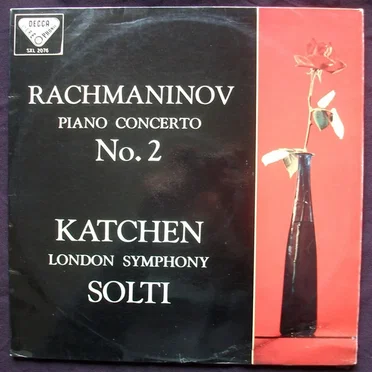 DECCA
SXL 2076
RACHMANINOV
PIANO CONCERTO
No. 2
KATCHEN
LONDON SYMPHONY
SOLTI